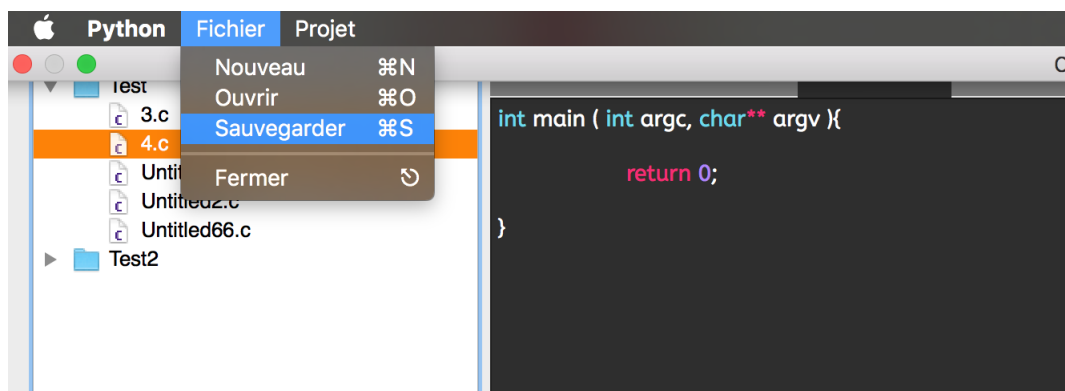 Python Fichier Projet
Nouveau ⌘N
Ouvrir ⌘O
Sauvegarder ⌘S
Fermer ⎋
Test
3.c
4.c
Untitled2.c
Untitled66.c
Test2
int main ( int argc, char** argv ){
return 0;
}